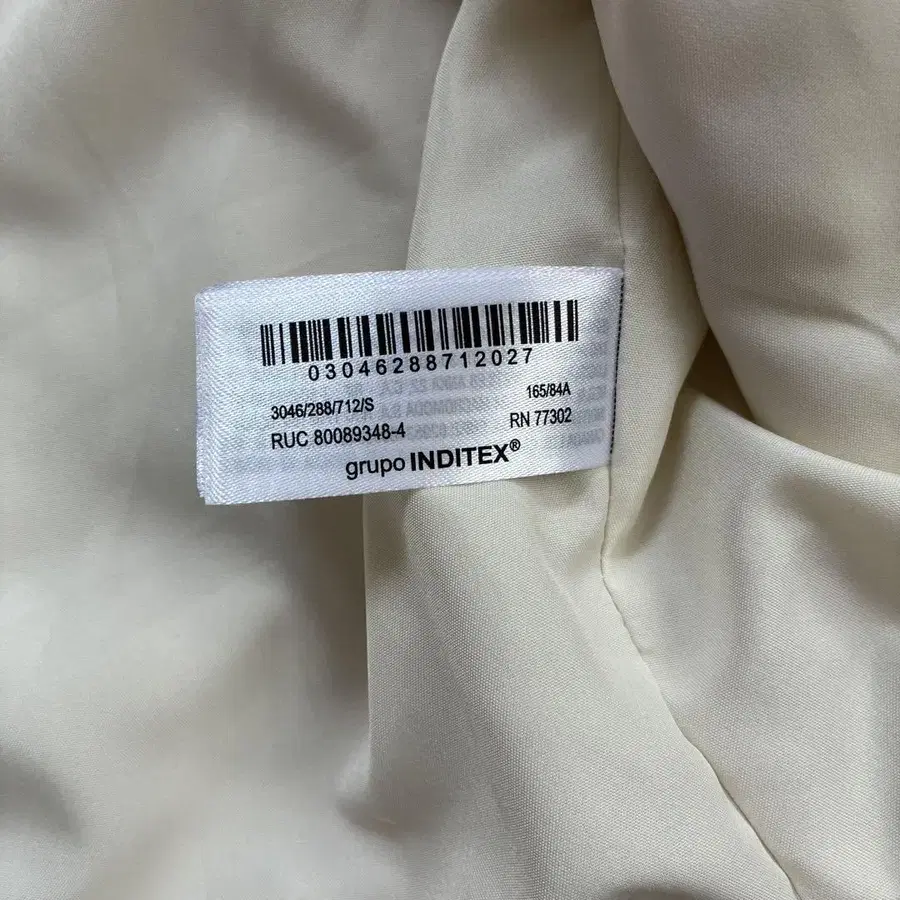 03046288712027
3046/288/712/S 165/84A
RUC 80089348-4 RN 77302
grupo INDITEX®